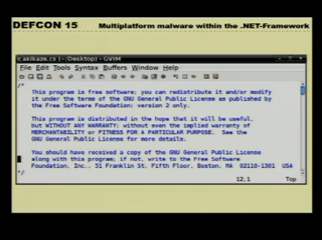 DEFCON 15
Multiplatform malware within the .NET-Framework
kamikaze.cs (~/Desktop) - GVIM
File Edit Tools Syntax Buffers Window Help
/*
This program is free software; you can redistribute it and/or modify
it under the terms of the GNU General Public License as published by
the Free Software Foundation; version 2 only.
This program is distributed in the hope that it will be useful,
but WITHOUT ANY WARRANTY; without even the implied warranty of
MERCHANTABILITY or FITNESS FOR A PARTICULAR PURPOSE. See the
GNU General Public License for more details.
You should have received a copy of the GNU General Public License
along with this program; if not, write to the Free Software
Foundation, Inc., 51 Franklin St, Fifth Floor, Boston, MA 02110-1301 USA
*/
12,1 Top